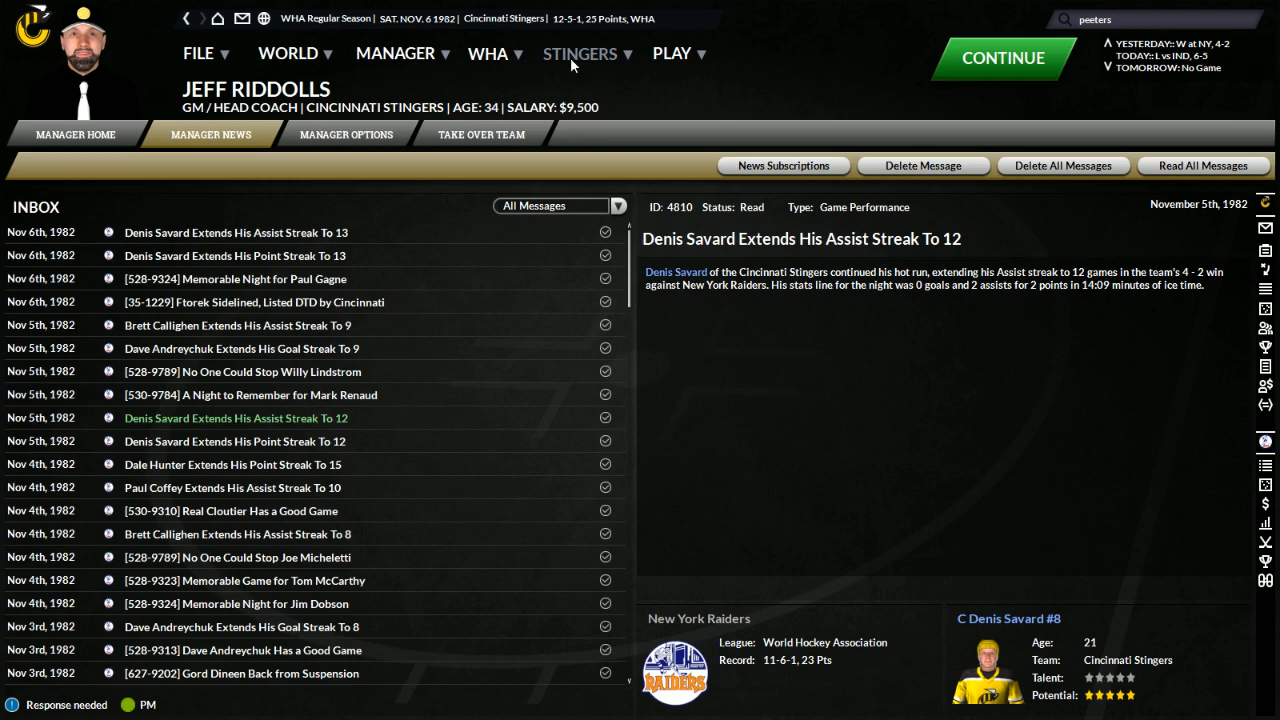 WHA Regular Season | SAT. NOV. 6 1982 | Cincinnati Stingers | 12-5-1, 25 Points, WHA
peeters
FILE WORLD MANAGER WHA STINGERS PLAY
CONTINUE
YESTERDAY:: W at NY, 4-2
TODAY:: L vs IND, 6-5
TOMORROW: No Game
JEFF RIDDOLLS
GM / HEAD COACH | CINCINNATI STINGERS | AGE: 34 | SALARY: $9,500
MANAGER HOME MANAGER NEWS MANAGER OPTIONS TAKE OVER TEAM
News Subscriptions Delete Message Delete All Messages Read All Messages
INBOX
All Messages
Nov 6th, 1982 Denis Savard Extends His Assist Streak To 13
Nov 6th, 1982 Denis Savard Extends His Point Streak To 13
Nov 6th, 1982 [528-9324] Memorable Night for Paul Gagne
Nov 6th, 1982 [35-1229] Ftorek Sidelined, Listed DTD by Cincinnati
Nov 5th, 1982 Brett Callighen Extends His Assist Streak To 9
Nov 5th, 1982 Dave Andreychuk Extends His Goal Streak To 9
Nov 5th, 1982 [528-9789] No One Could Stop Willy Lindstrom
Nov 5th, 1982 [530-9784] A Night to Remember for Mark Renaud
Nov 5th, 1982 Denis Savard Extends His Assist Streak To 12
Nov 5th, 1982 Denis Savard Extends His Point Streak To 12
Nov 4th, 1982 Dale Hunter Extends His Point Streak To 15
Nov 4th, 1982 Paul Coffey Extends His Assist Streak To 10
Nov 4th, 1982 [530-9310] Real Cloutier Has a Good Game
Nov 4th, 1982 Brett Callighen Extends His Assist Streak To 8
Nov 4th, 1982 [528-9789] No One Could Stop Joe Micheletti
Nov 4th, 1982 [528-9323] Memorable Game for Tom McCarthy
Nov 4th, 1982 [528-9324] Memorable Night for Jim Dobson
Nov 3rd, 1982 Dave Andreychuk Extends His Goal Streak To 8
Nov 3rd, 1982 [528-9313] Dave Andreychuk Has a Good Game
Nov 3rd, 1982 [627-9202] Gord Dineen Back from Suspension
Response needed PM
ID: 4810 Status: Read Type: Game Performance November 5th, 1982
Denis Savard Extends His Assist Streak To 12
Denis Savard of the Cincinnati Stingers continued his hot run, extending his Assist streak to 12 games in the team's 4 - 2 win
against New York Raiders. His stats line for the night was 0 goals and 2 assists for 2 points in 14:09 minutes of ice time.
New York Raiders
League: World Hockey Association
Record: 11-6-1, 23 Pts
RAIDERS
C Denis Savard #8
Age: 21
Team: Cincinnati Stingers
Talent:
Potential: